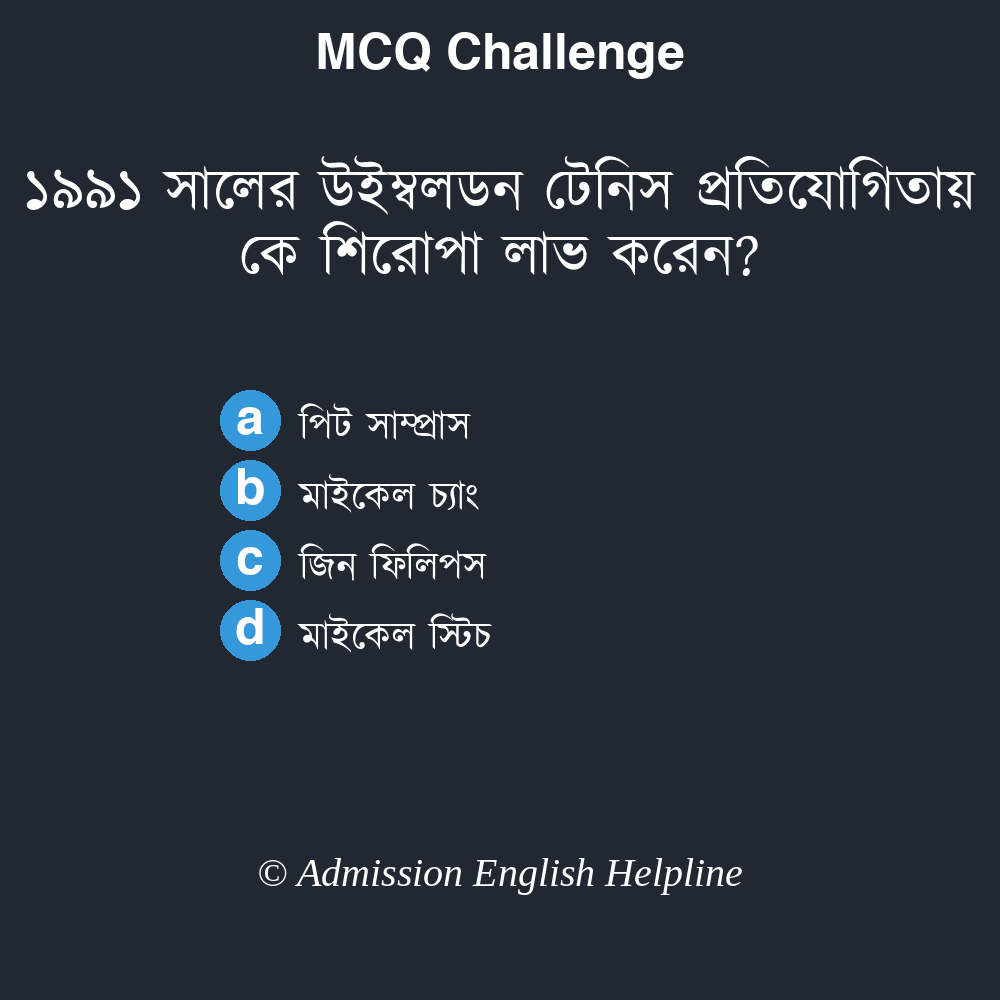 MCQ Challenge
১৯৯১ সালের উইম্বলডন টেনিস প্রতিযোগিতায়
কে শিরোপা লাভ করেন?
a পিট সাম্প্রাস
b মাইকেল চ্যাং
c জিন ফিলিপস
d মাইকেল স্টিচ
© Admission English Helpline